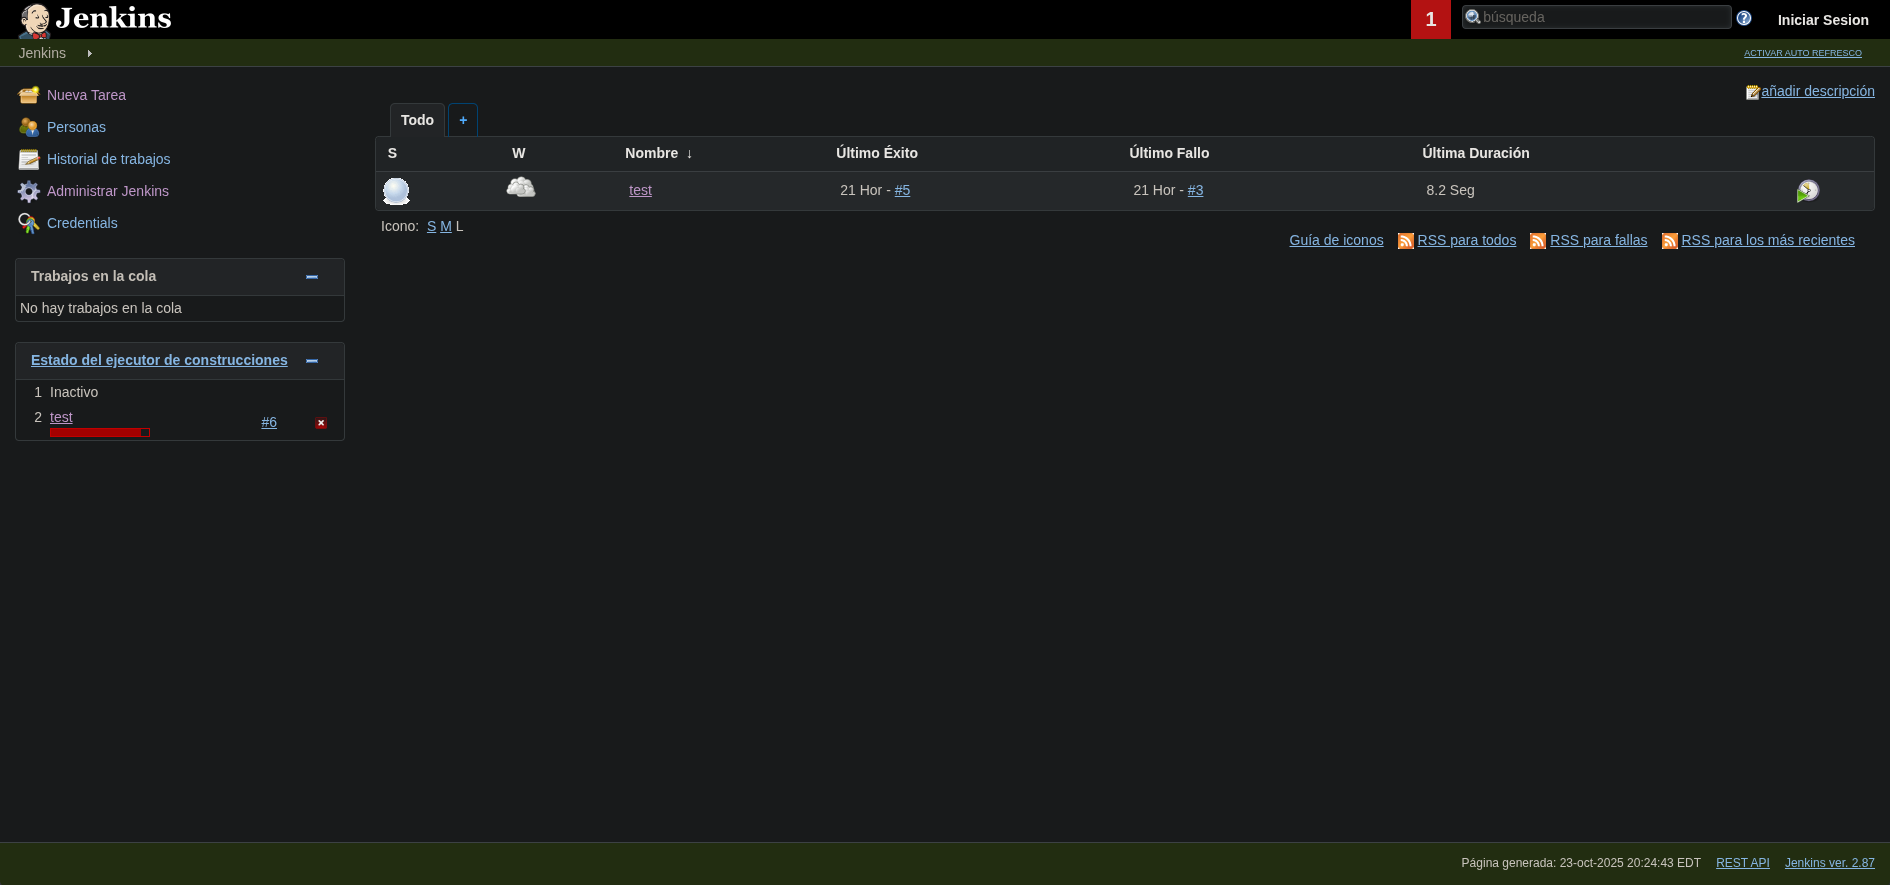 Jenkins
1
búsqueda
Iniciar Sesion
Jenkins
ACTIVAR AUTO REFRESCO
Nueva Tarea
Personas
Historial de trabajos
Administrar Jenkins
Credentials
Trabajos en la cola
No hay trabajos en la cola
Estado del ejecutor de construcciones
1 Inactivo
2 test #6
añadir descripción
Todo +
S W Nombre ↓ Último Éxito Último Fallo Última Duración
test 21 Hor - #5 21 Hor - #3 8.2 Seg
Icono: S M L
Guía de iconos RSS para todos RSS para fallas RSS para los más recientes
Página generada: 23-oct-2025 20:24:43 EDT REST API Jenkins ver. 2.87